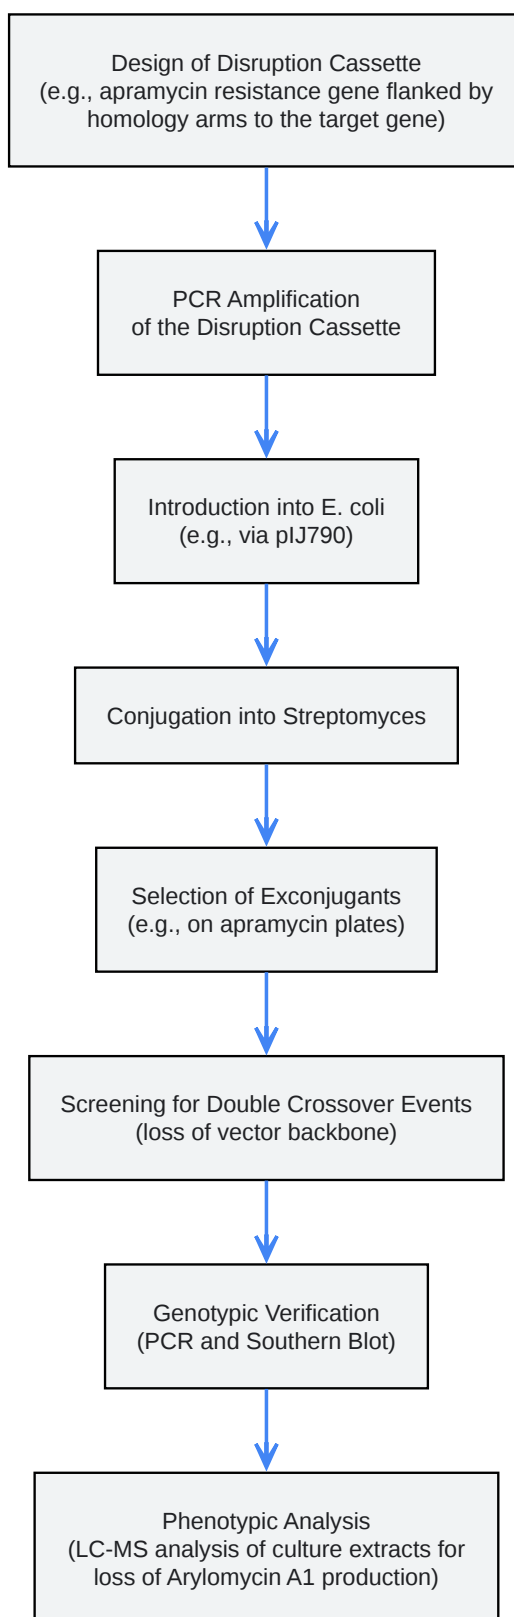 Design of Disruption Cassette
(e.g., apramycin resistance gene flanked by
homology arms to the target gene)
PCR Amplification
of the Disruption Cassette
Introduction into E. coli
(e.g., via pIJ790)
Conjugation into Streptomyces
Selection of Exconjugants
(e.g., on apramycin plates)
Screening for Double Crossover Events
(loss of vector backbone)
Genotypic Verification
(PCR and Southern Blot)
Phenotypic Analysis
(LC-MS analysis of culture extracts for
loss of Arylomycin A1 production)